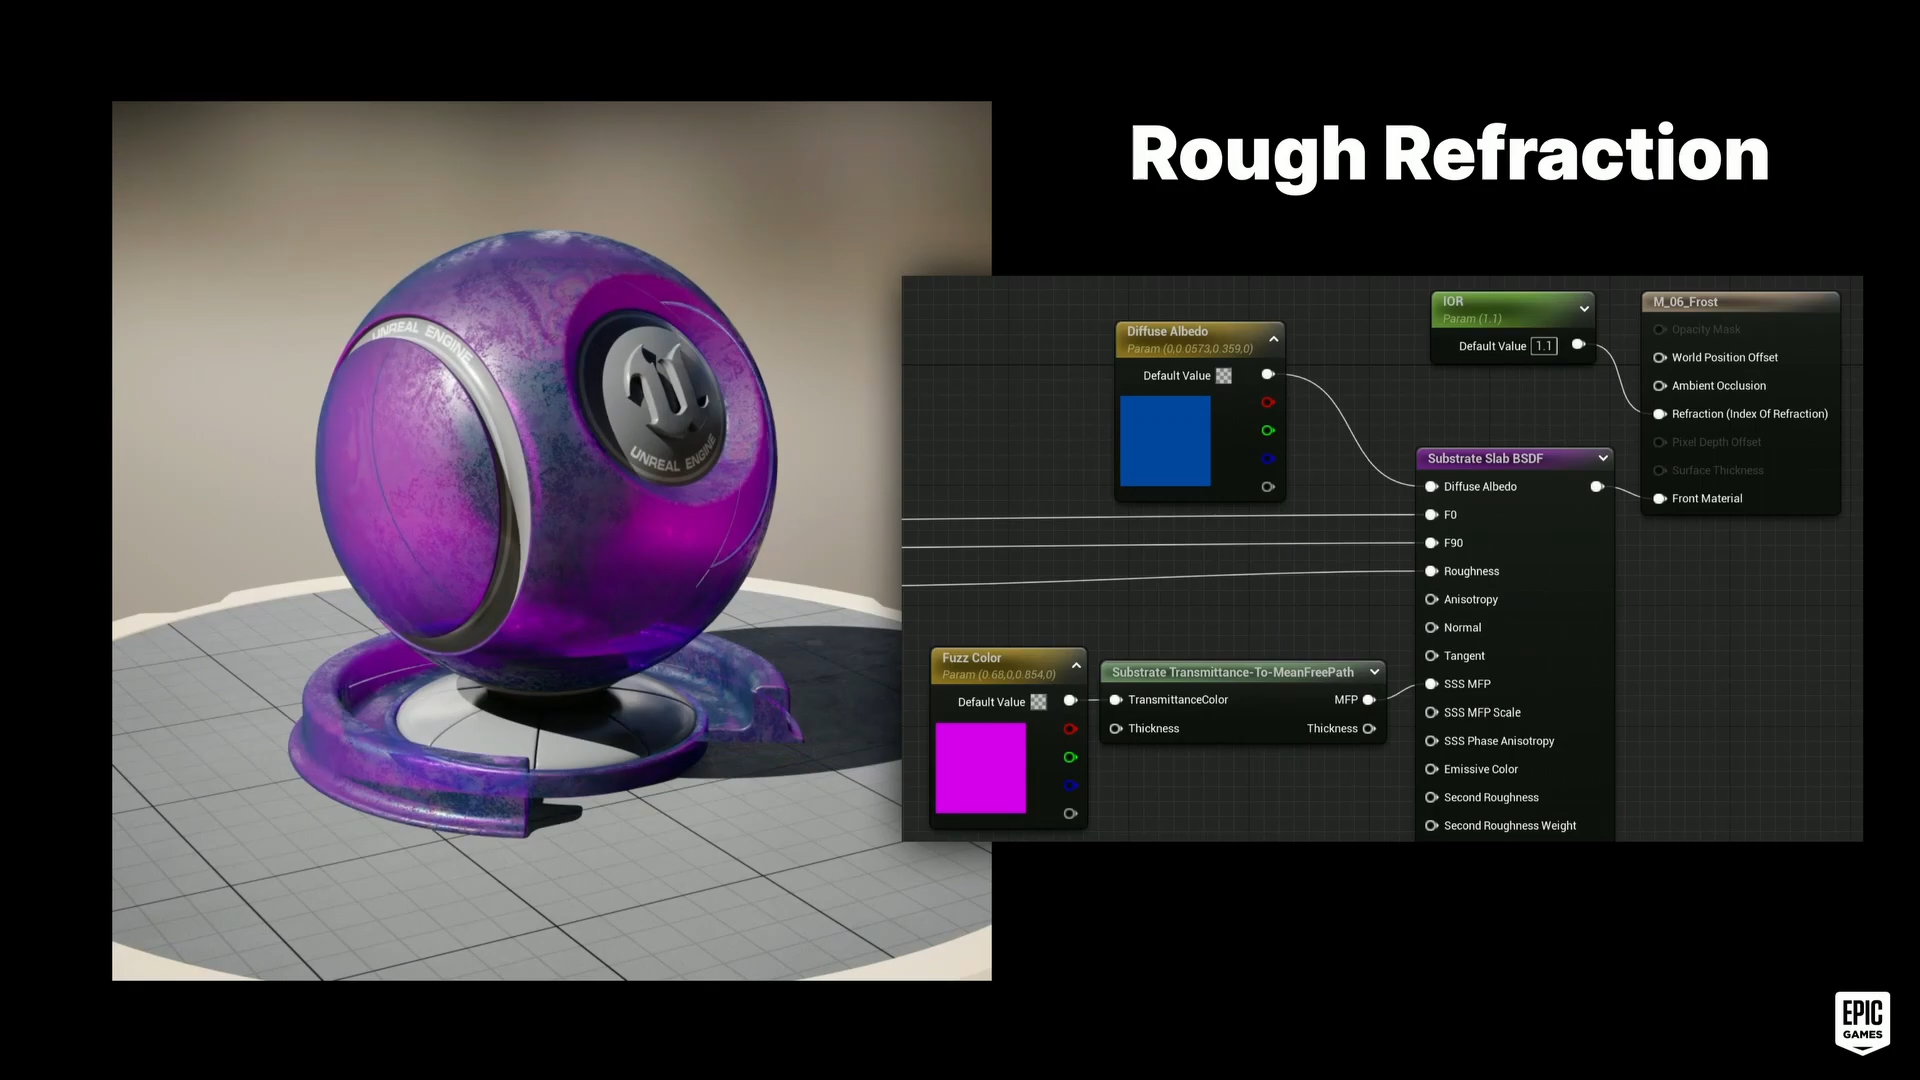 Rough Refraction
UNREAL ENGINE
UNREAL ENGINE
Diffuse Albedo
Param (0,0.0573,0.359,0)
Default Value
IOR
Param (1.1)
Default Value 1.1
M_06_Frost
Opacity Mask
World Position Offset
Ambient Occlusion
Refraction (Index Of Refraction)
Pixel Depth Offset
Surface Thickness
Front Material
Substrate Slab BSDF
Diffuse Albedo
F0
F90
Roughness
Anisotropy
Normal
Tangent
SSS MFP
SSS MFP Scale
SSS Phase Anisotropy
Emissive Color
Second Roughness
Second Roughness Weight
Fuzz Color
Param (0.68,0,0.854,0)
Default Value
Substrate Transmittance-To-MeanFreePath
TransmittanceColor MFP
Thickness Thickness
EPIC
GAMES